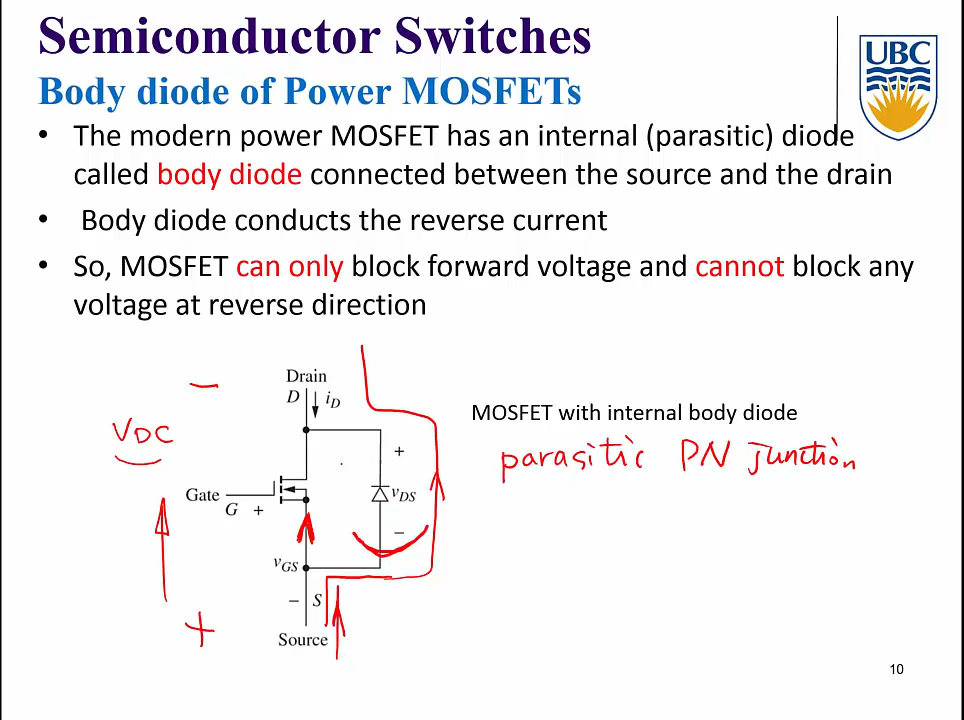 Semiconductor Switches
UBC
Body diode of Power MOSFETs
• The modern power MOSFET has an internal (parasitic) diode
called body diode connected between the source and the drain
• Body diode conducts the reverse current
• So, MOSFET can only block forward voltage and cannot block any
voltage at reverse direction
−
Drain
D iD
MOSFET with internal body diode
VDC
+
parasitic PN junction
Gate
G +
vDS
−
vGS
− S
+
Source
10